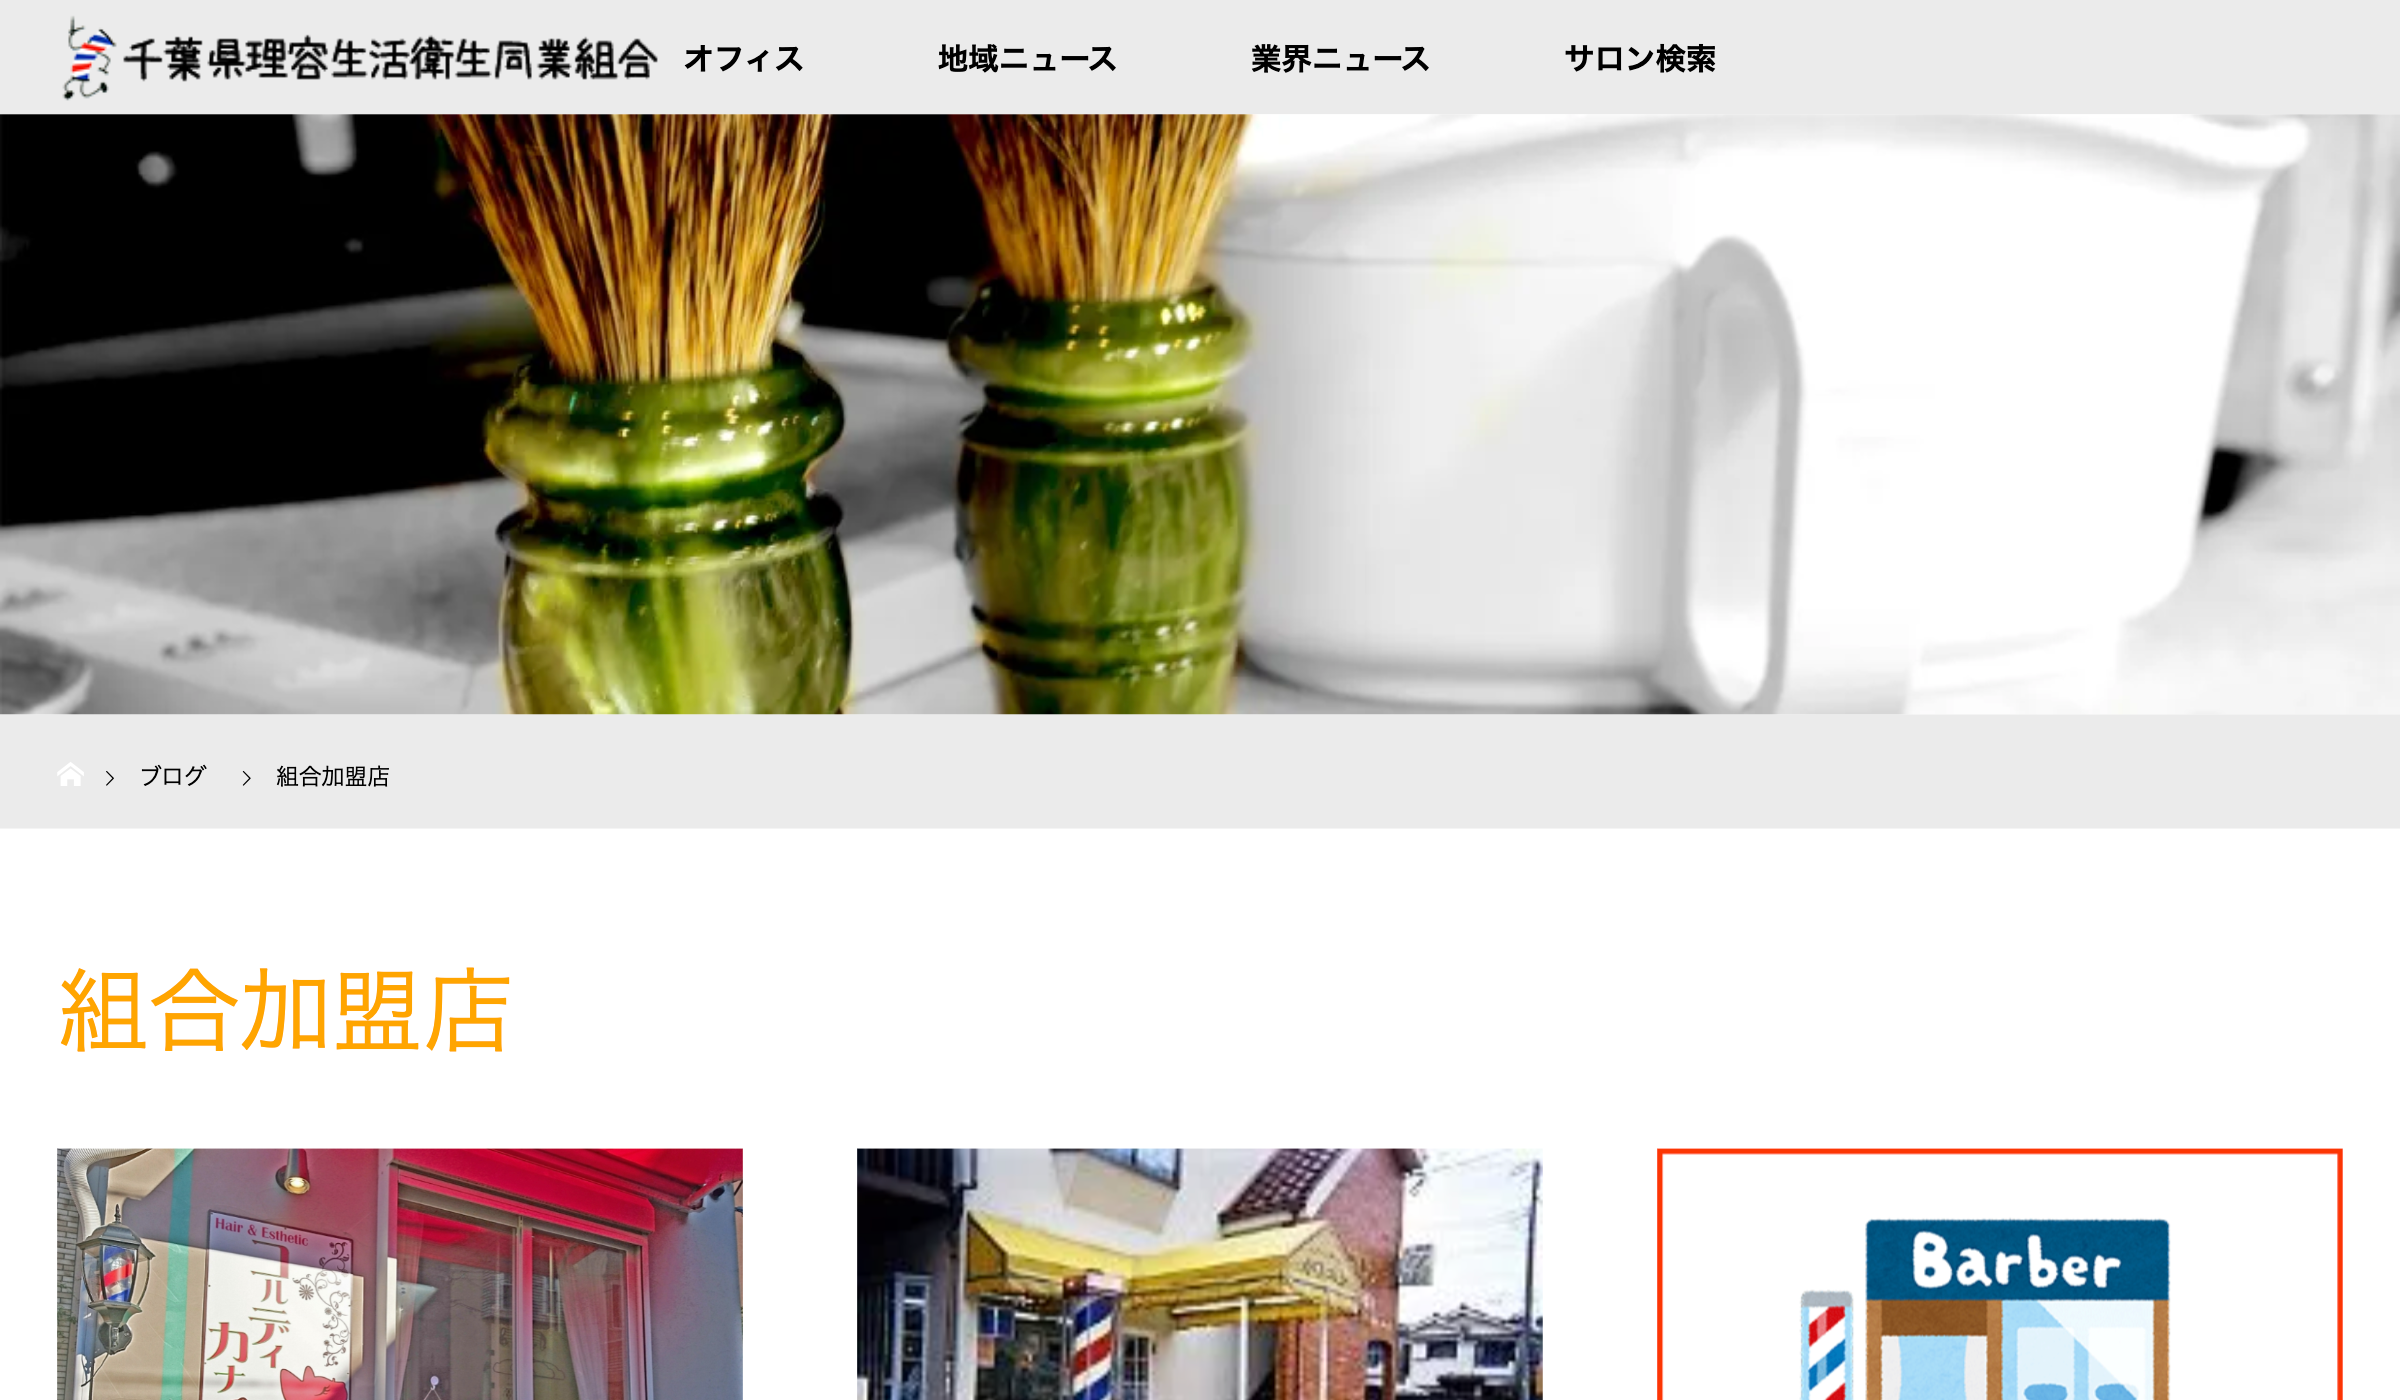 千葉県理容生活衛生同業組合
オフィス
地域ニュース
業界ニュース
サロン検索
ブログ
組合加盟店
組合加盟店
Hair & Esthetic
コルディ
カナ
Barber